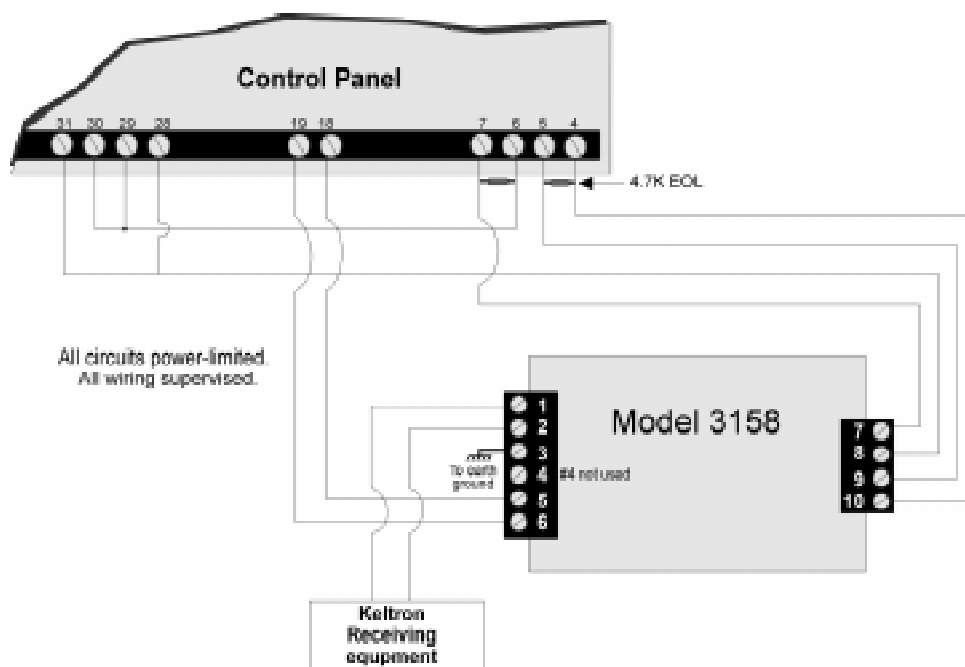 Control Panel
31 30 29 28 19 18 7 6 5 4
4.7K EOL
All circuits power-limited.
All wiring supervised.
Model 3158
1
2
3
4
5
6
To earth
ground
#4 not used
7
8
9
10
Keltron
Receiving
equpment